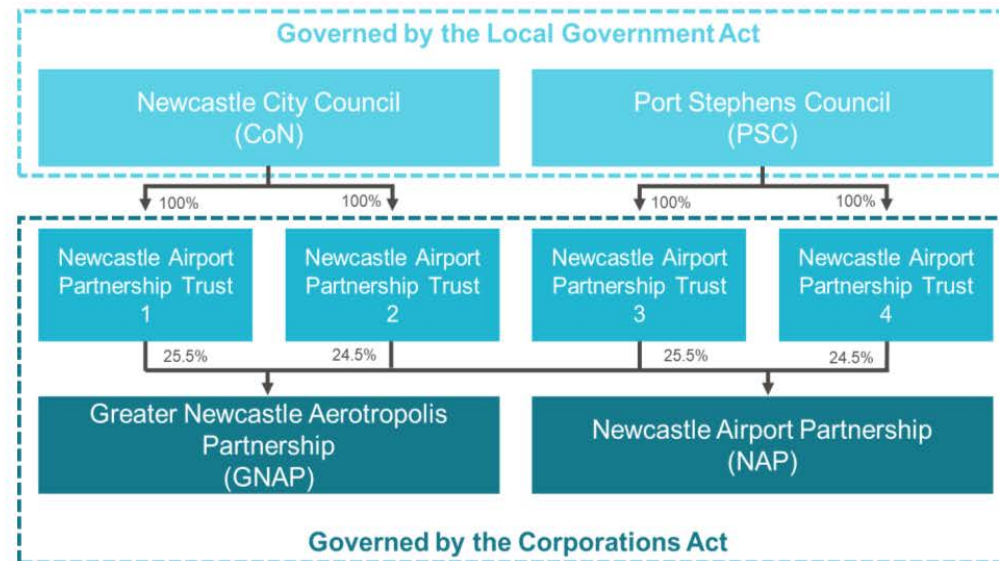 Governed by the Local Government Act
Newcastle City Council
(CoN)
Port Stephens Council
(PSC)
100%
100%
100%
100%
Newcastle Airport
Partnership Trust
1
Newcastle Airport
Partnership Trust
2
Newcastle Airport
Partnership Trust
3
Newcastle Airport
Partnership Trust
4
25.5%
24.5%
25.5%
24.5%
Greater Newcastle Aerotropolis
Partnership
(GNAP)
Newcastle Airport Partnership
(NAP)
Governed by the Corporations Act